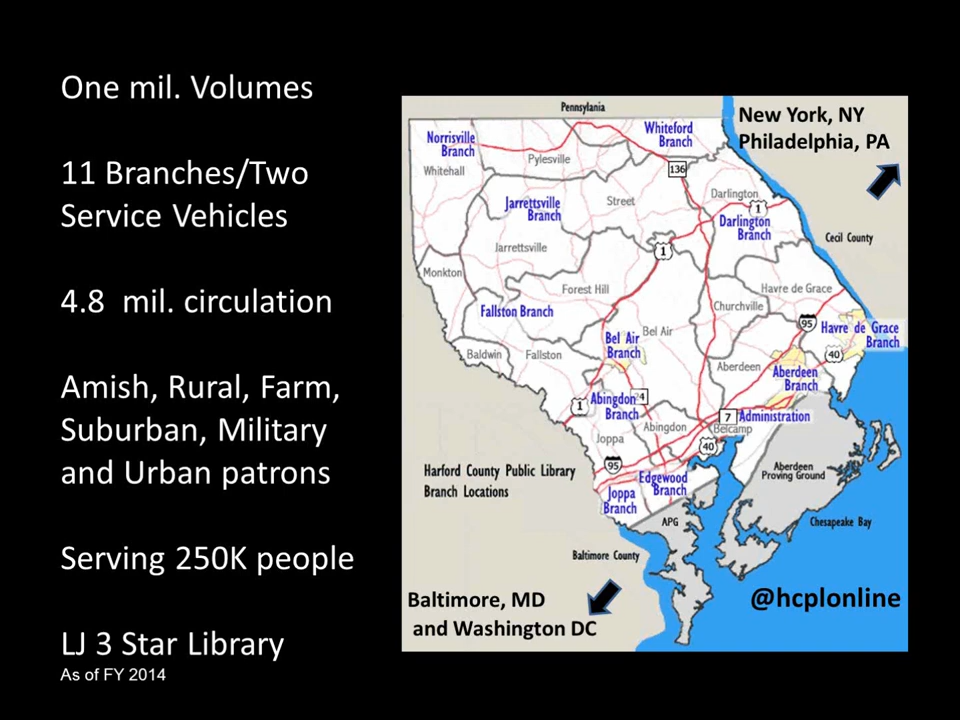 One mil. Volumes
11 Branches/Two
Service Vehicles
4.8  mil. circulation
Amish, Rural, Farm,
Suburban, Military
and Urban patrons
Serving 250K people
LJ 3 Star Library
As of FY 2014
Pennsylvania
New York, NY
Philadelphia, PA
Norrisville
Branch
Whiteford
Branch
Pylesville
Whitehall
136
Darlington
Street
Jarrettsville
Branch
1
Darlington
Branch
Cecil County
Jarrettsville
1
Monkton
Forest Hill
Havre de Grace
Churchville
Fallston Branch
95
Havre de Grace
Branch
Bel Air
Bel Air
Branch
40
Baldwin
Fallston
Aberdeen
Aberdeen
Branch
1
Abingdon
Branch
24
7
Administration
Abingdon
Belcamp
Joppa
40
95
Harford County Public Library
Branch Locations
Edgewood
Branch
Aberdeen
Proving Ground
Joppa
Branch
APG
Chesapeake Bay
Baltimore County
Baltimore, MD
and Washington DC
@hcplonline